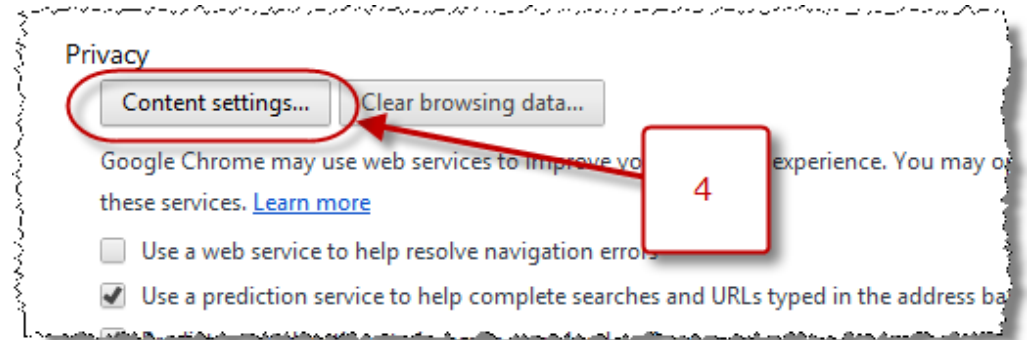 Privacy
Content settings... Clear browsing data...
Google Chrome may use web services to improve experience. You may
these services. Learn more
4
Use a web service to help resolve navigation errors
Use a prediction service to help complete searches and URLs typed in the address